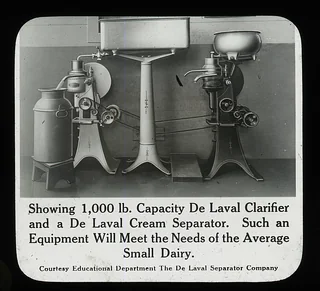 Showing 1,000 lb. Capacity De Laval Clarifier
and a De Laval Cream Separator. Such an
Equipment Will Meet the Needs of the Average
Small Dairy.
Courtesy Educational Department The De Laval Separator Company